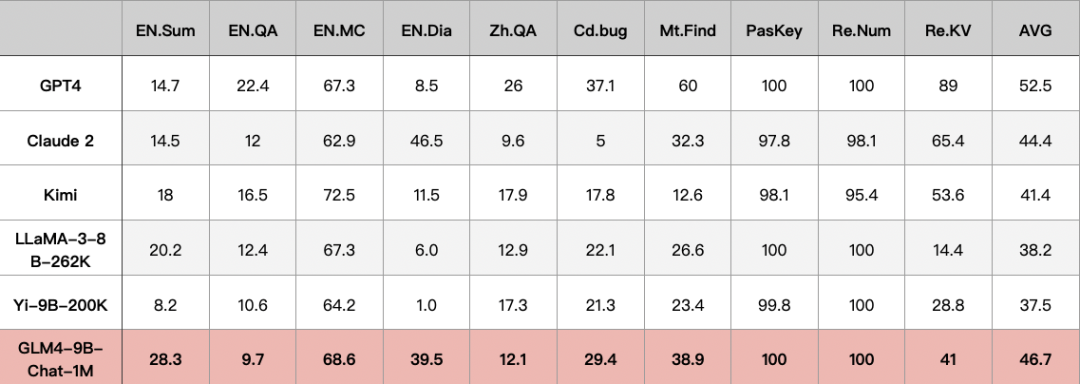 EN.Sum EN.QA EN.MC EN.Dia Zh.QA Cd.bug Mt.Find PasKey Re.Num Re.KV AVG
GPT4 14.7 22.4 67.3 8.5 26 37.1 60 100 100 89 52.5
Claude 2 14.5 12 62.9 46.5 9.6 5 32.3 97.8 98.1 65.4 44.4
Kimi 18 16.5 72.5 11.5 17.9 17.8 12.6 98.1 95.4 53.6 41.4
LLaMA-3-8
B-262K 20.2 12.4 67.3 6.0 12.9 22.1 26.6 100 100 14.4 38.2
Yi-9B-200K 8.2 10.6 64.2 1.0 17.3 21.3 23.4 99.8 100 28.8 37.5
GLM4-9B-
Chat-1M 28.3 9.7 68.6 39.5 12.1 29.4 38.9 100 100 41 46.7